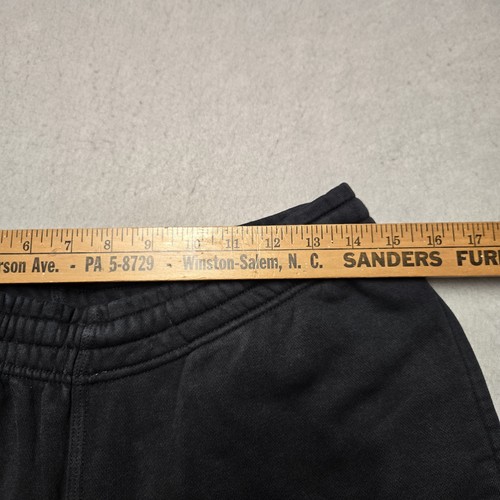 6 7 8 9 10 11 12 13 14 15 16 17
rson Ave. - PA 5-8729 - Winston-Salem, N. C. SANDERS FUR